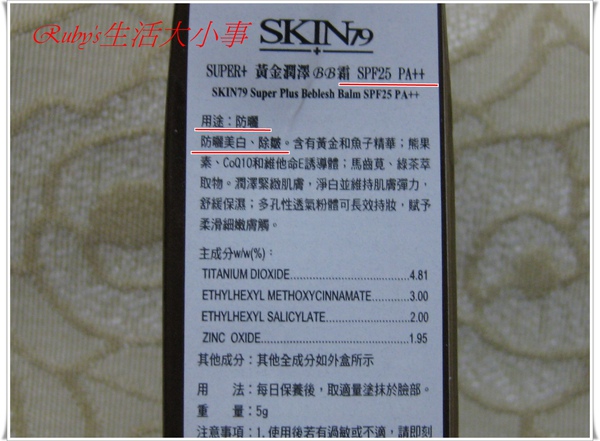 Ruby's生活大小事
SKIN79
SUPER+ 黃金潤澤BB霜 SPF25 PA++
SKIN79 Super Plus Beblesh Balm SPF25 PA++
用途：防曬
防曬美白、除皺。含有黃金和魚子精華；熊果
素、CoQ10和維他命E誘導體；馬齒莧、綠茶萃
取物。潤澤緊緻肌膚，淨白並維持肌膚彈力，
舒緩保濕；多孔性透氣粉體可長效持妝，賦予
柔滑細嫩膚觸。
主成分w/w(%)：
TITANIUM DIOXIDE.................................4.81
ETHYLHEXYL METHOXYCINNAMATE............3.00
ETHYLHEXYL SALICYLATE.........................2.00
ZINC OXIDE..........................................1.95
其他成分：其他全成分如外盒所示
用　法：每日保養後，取適量塗抹於臉部。
重　量：5g
注意事項：1. 使用後若有過敏或不適，請即刻